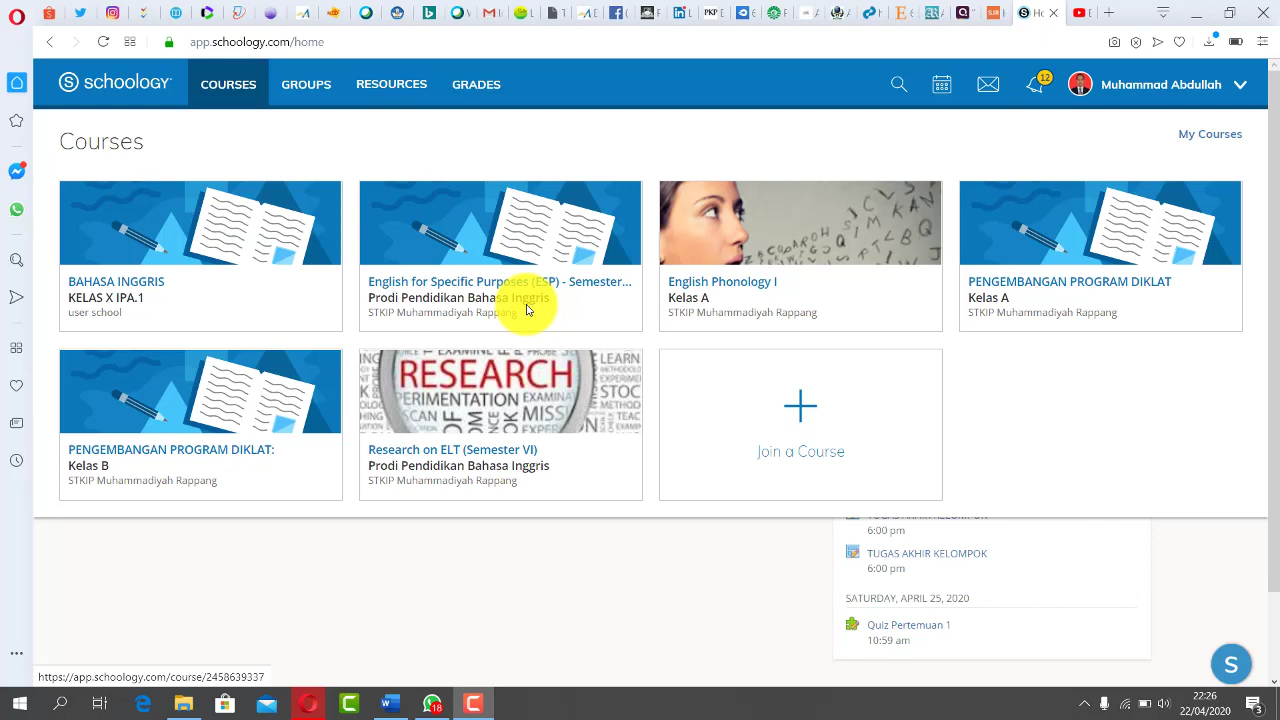 app.schoology.com/home
S schoology
COURSES
GROUPS
RESOURCES
GRADES
12
Muhammad Abdullah
Courses
My Courses
BAHASA INGGRIS
KELAS X IPA.1
user school
English for Specific Purposes (ESP) - Semester...
Prodi Pendidikan Bahasa Inggris
STKIP Muhammadiyah Rappang
English Phonology I
Kelas A
STKIP Muhammadiyah Rappang
PENGEMBANGAN PROGRAM DIKLAT
Kelas A
STKIP Muhammadiyah Rappang
PENGEMBANGAN PROGRAM DIKLAT:
Kelas B
STKIP Muhammadiyah Rappang
RESEARCH
Research on ELT (Semester VI)
Prodi Pendidikan Bahasa Inggris
STKIP Muhammadiyah Rappang
Join a Course
TUGAS AKHIR KELOMPOK
6:00 pm
TUGAS AKHIR KELOMPOK
6:00 pm
SATURDAY, APRIL 25, 2020
Quiz Pertemuan 1
10:59 am
S
https://app.schoology.com/course/2458639337
18
22:26
22/04/2020
3